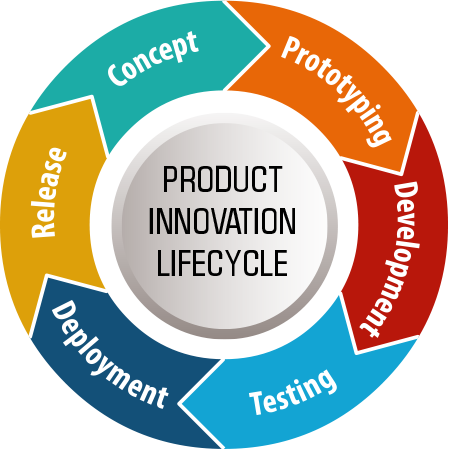 PRODUCT
INNOVATION
LIFECYCLE
Concept
Prototyping
Development
Testing
Deployment
Release